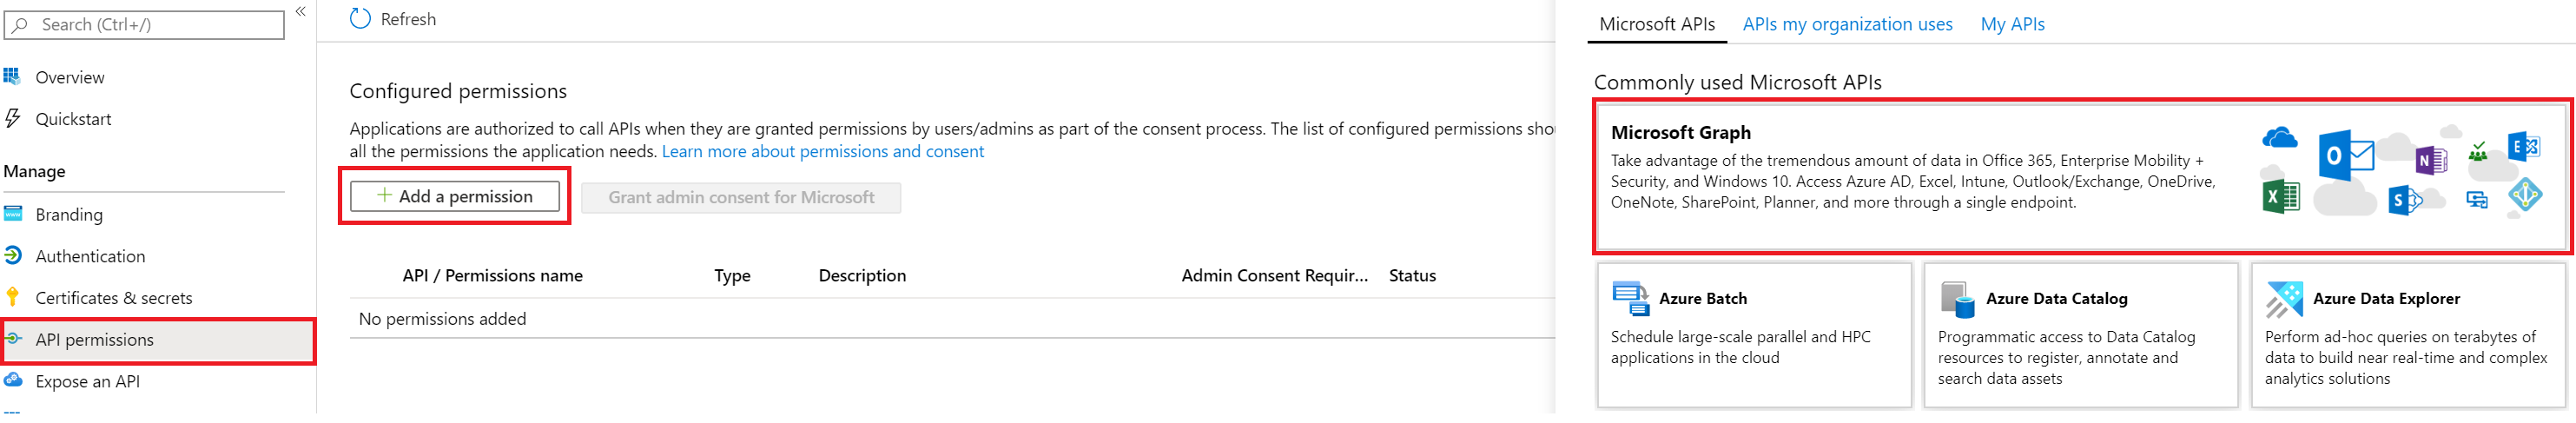 Search (Ctrl+/)
Overview
Quickstart
Manage
Branding
Authentication
Certificates & secrets
API permissions
Expose an API
Refresh
Configured permissions
Applications are authorized to call APIs when they are granted permissions by users/admins as part of the consent process. The list of configured permissions shou
all the permissions the application needs. Learn more about permissions and consent
+ Add a permission
Grant admin consent for Microsoft
API / Permissions name Type Description Admin Consent Requir... Status
No permissions added
Microsoft APIs APIs my organization uses My APIs
Commonly used Microsoft APIs
Microsoft Graph
Take advantage of the tremendous amount of data in Office 365, Enterprise Mobility +
Security, and Windows 10. Access Azure AD, Excel, Intune, Outlook/Exchange, OneDrive,
OneNote, SharePoint, Planner, and more through a single endpoint.
Azure Batch
Schedule large-scale parallel and HPC
applications in the cloud
Azure Data Catalog
Programmatic access to Data Catalog
resources to register, annotate and
search data assets
Azure Data Explorer
Perform ad-hoc queries on terabytes of
data to build near real-time and complex
analytics solutions